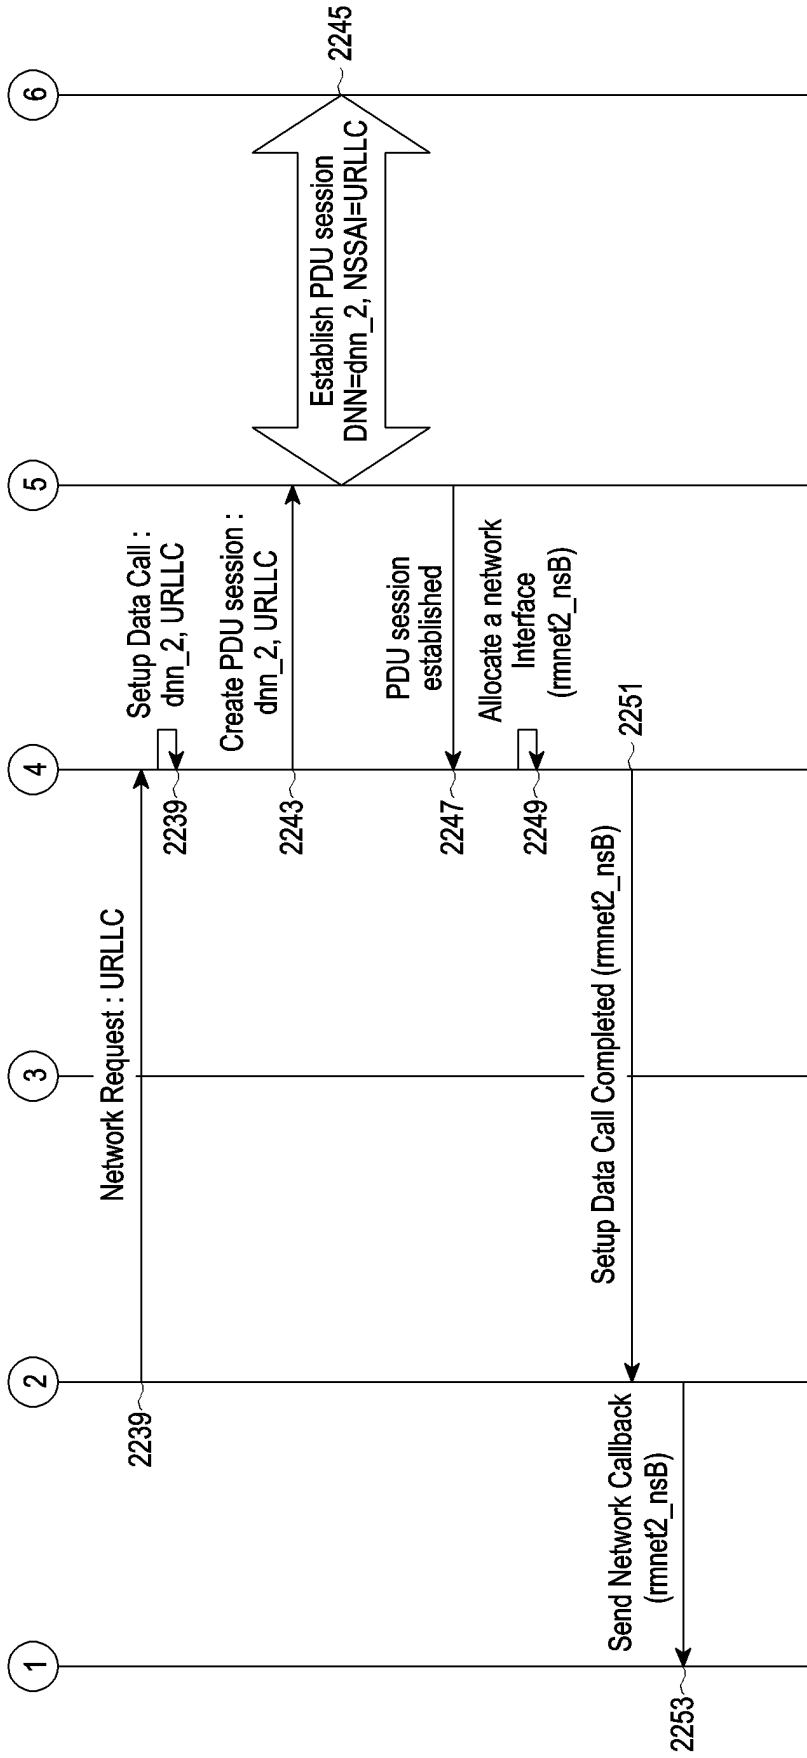 1
2
3
4
5
6
2239
Network Request : URLLC
Setup Data Call :
dnn_2, URLLC
2239
Create PDU session :
dnn_2, URLLC
2243
Establish PDU session
DNN=dnn_2, NSSAI=URLLC
2245
PDU session
established
2247
Allocate a network
Interface
(rmnet2_nsB)
2249
Setup Data Call Completed (rmnet2_nsB)
2251
Send Network Callback
(rmnet2_nsB)
2253